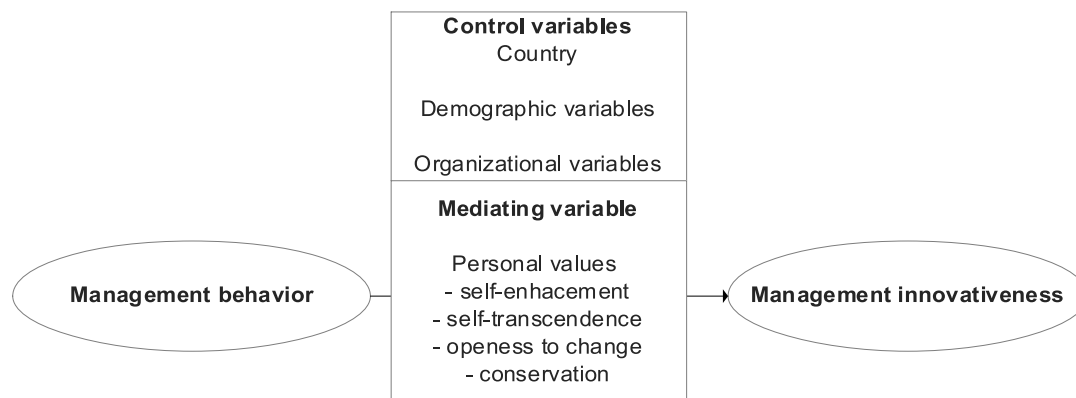 Control variables
Country
Demographic variables
Organizational variables
Mediating variable
Personal values
- self-enhacement
- self-transcendence
- openess to change
- conservation
Management behavior
Management innovativeness